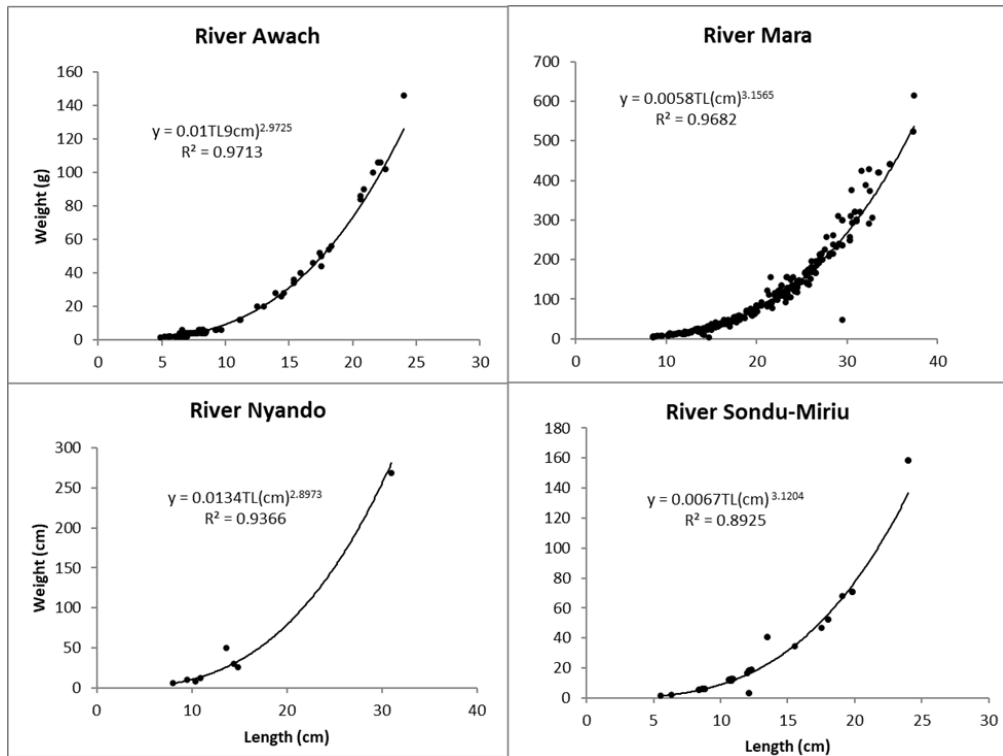 River Awach
160
140
120
100
80
60
40
20
0
Weight (g)
y = 0.01TL9cm)^2.9725
R² = 0.9713
0 5 10 15 20 25 30
River Mara
700
600
500
400
300
200
100
0
y = 0.0058TL(cm)^3.1565
R² = 0.9682
0 10 20 30 40
River Nyando
300
250
200
150
100
50
0
Weight (cm)
y = 0.0134TL(cm)^2.8973
R² = 0.9366
0 10 20 30 40
Length (cm)
River Sondu-Miriu
180
160
140
120
100
80
60
40
20
0
y = 0.0067TL(cm)^3.1204
R² = 0.8925
0 5 10 15 20 25 30
Length (cm)